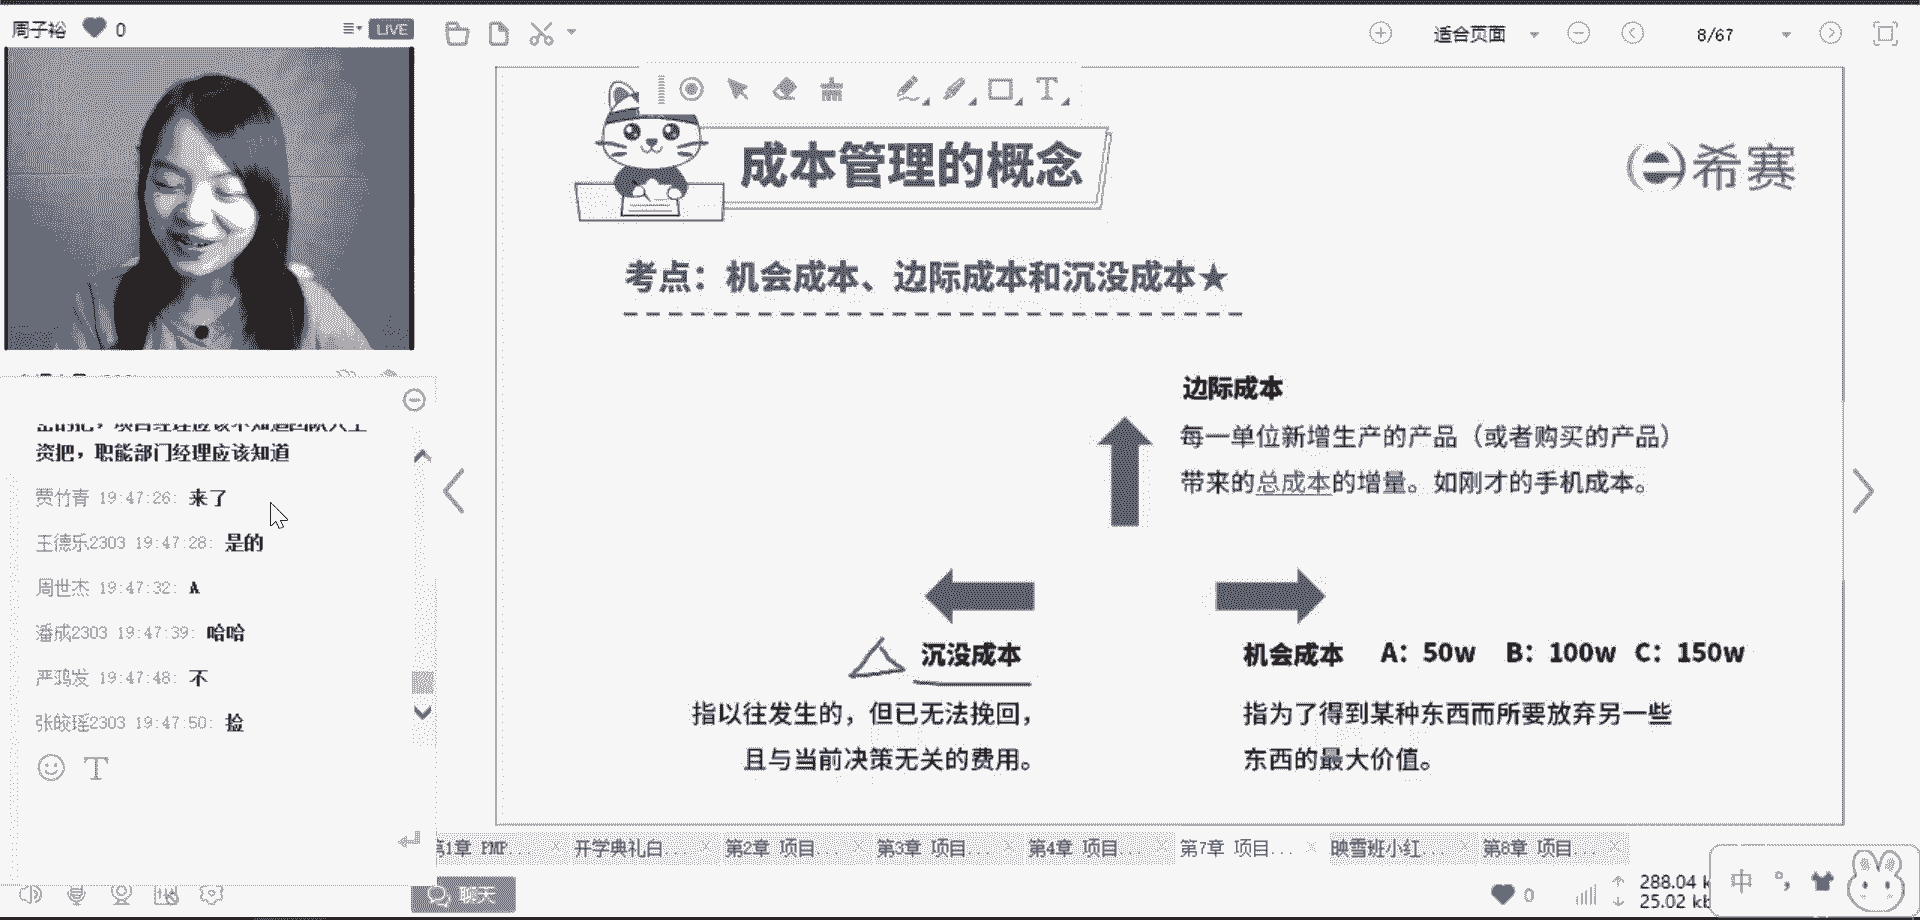 周子裕 0 LIVE
适合页面 8/67
成本管理的概念
希赛
考点：机会成本、边际成本和沉没成本★
边际成本
每一单位新增生产的产品（或者购买的产品）
带来的总成本的增量。如刚才的手机成本。
沉没成本
指以往发生的，但已无法挽回，
且与当前决策无关的费用。
机会成本 A：50w B：100w C：150w
指为了得到某种东西而所要放弃另一些
东西的最大价值。
资把，职能部门经理应该知道
贾竹青 19:47:26: 来了
王德乐2303 19:47:28: 是的
周世杰 19:47:32: A
潘成2303 19:47:39: 哈哈
严鸿发 19:47:48: 不
张皎瑶2303 19:47:50: 捡
第1章 PMP... 开学典礼白... 第2章 项目... 第3章 项目... 第4章 项目... 第7章 项目... 映雪班小红... 第8章 项目...
聊天
0
288.04 k
25.02 kb
中